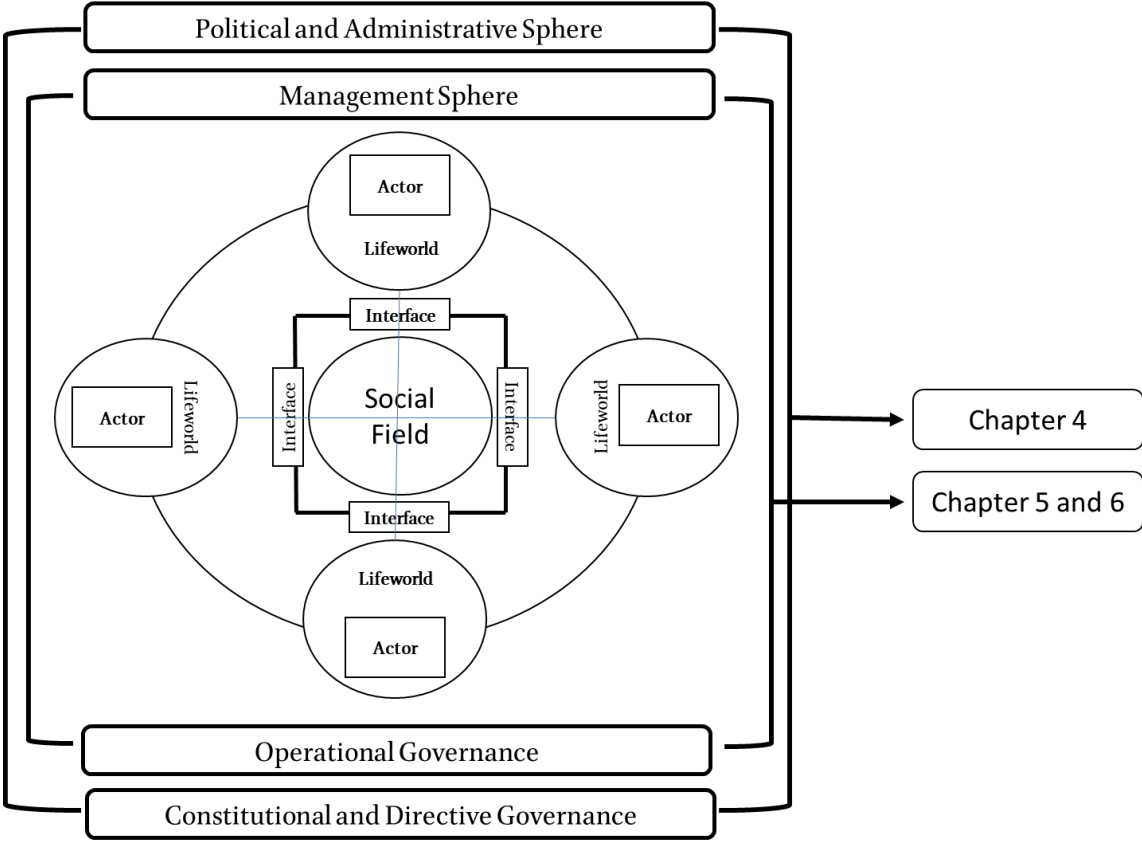 Political and Administrative Sphere
Management Sphere
Actor
Lifeworld
Interface
Actor
Lifeworld
Interface
Social
Field
Interface
Lifeworld
Actor
Chapter 4
Chapter 5 and 6
Interface
Lifeworld
Actor
Operational Governance
Constitutional and Directive Governance